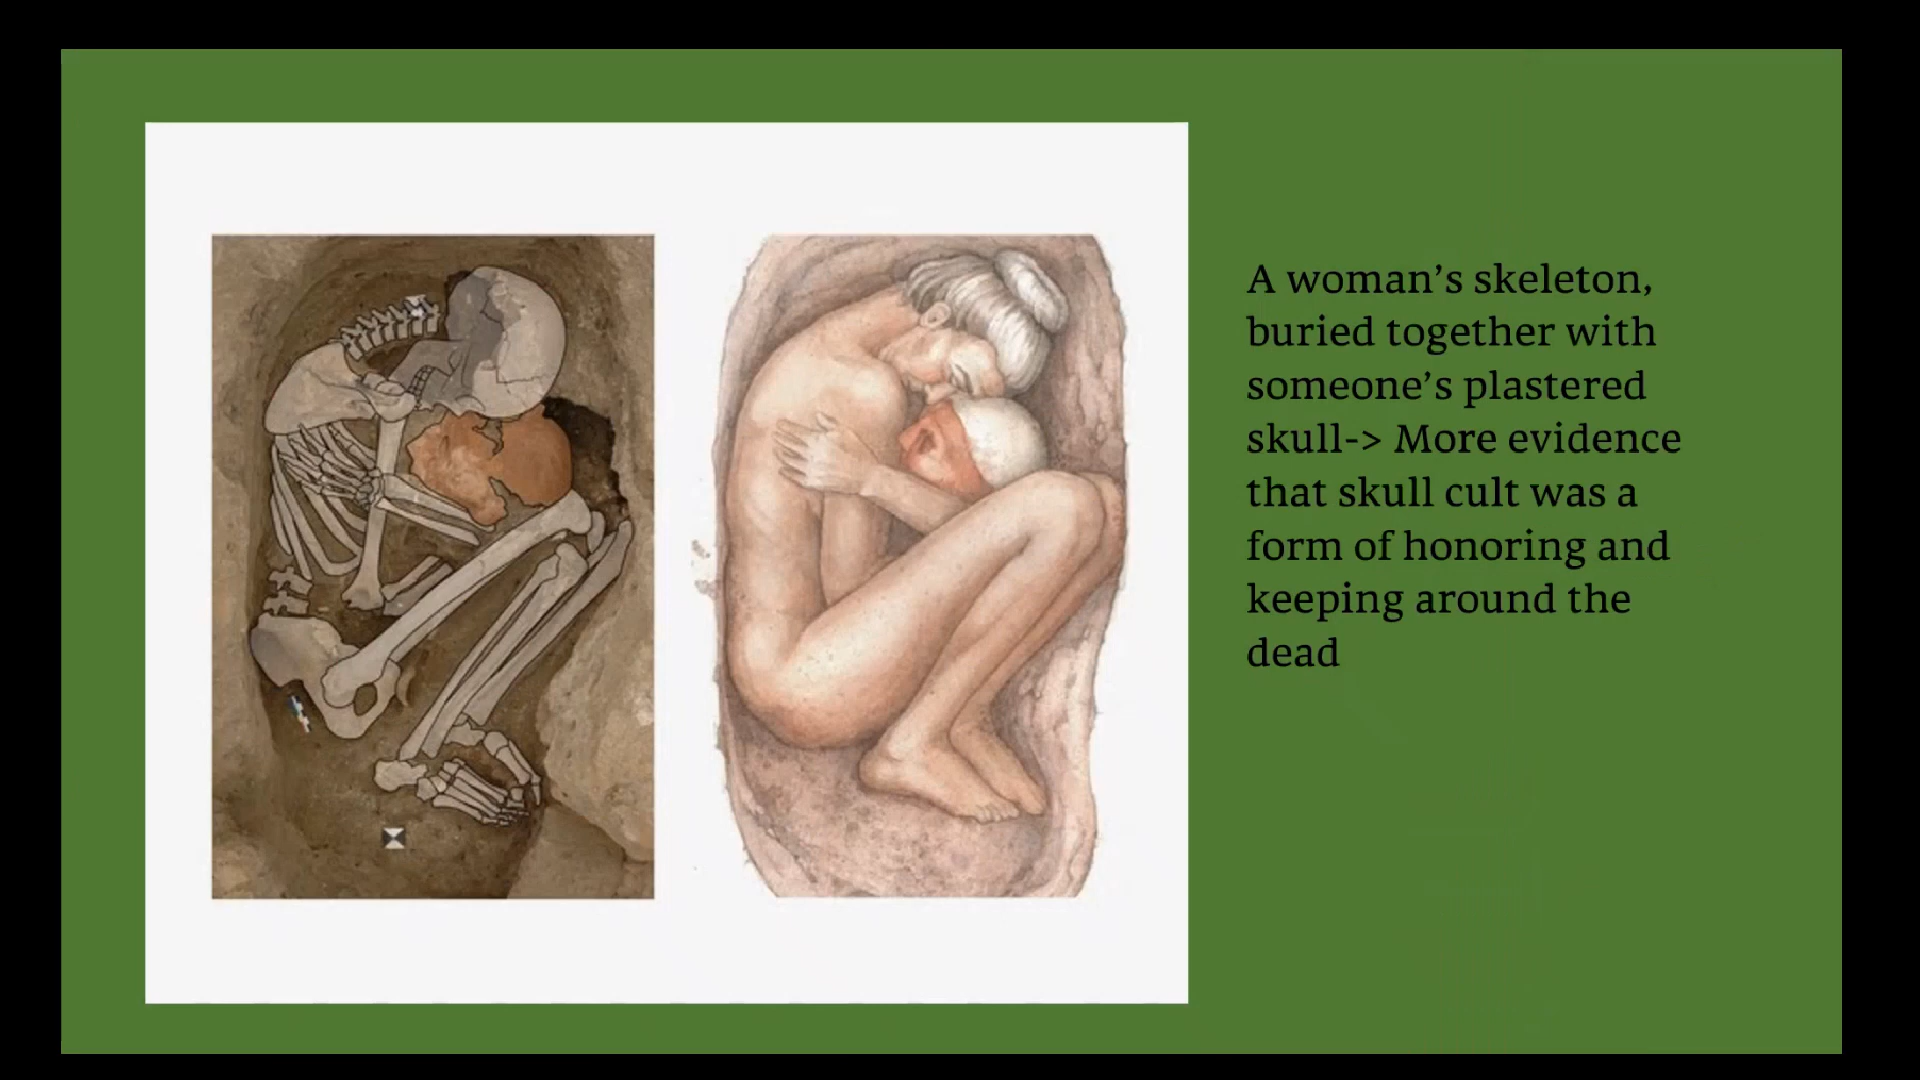 A woman’s skeleton,
buried together with
someone’s plastered
skull-> More evidence
that skull cult was a
form of honoring and
keeping around the
dead